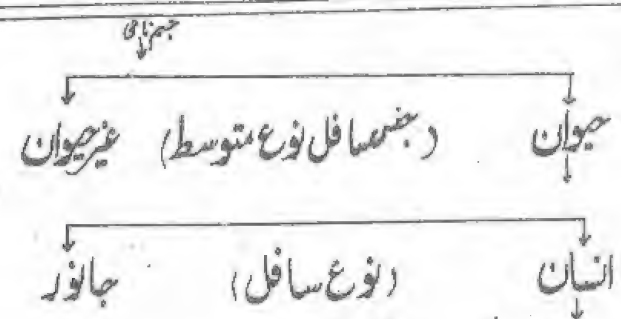 جسم نامی
حیوان (جنس سافل نوع متوسط) غیر حیوان
انسان (نوع سافل) جانور